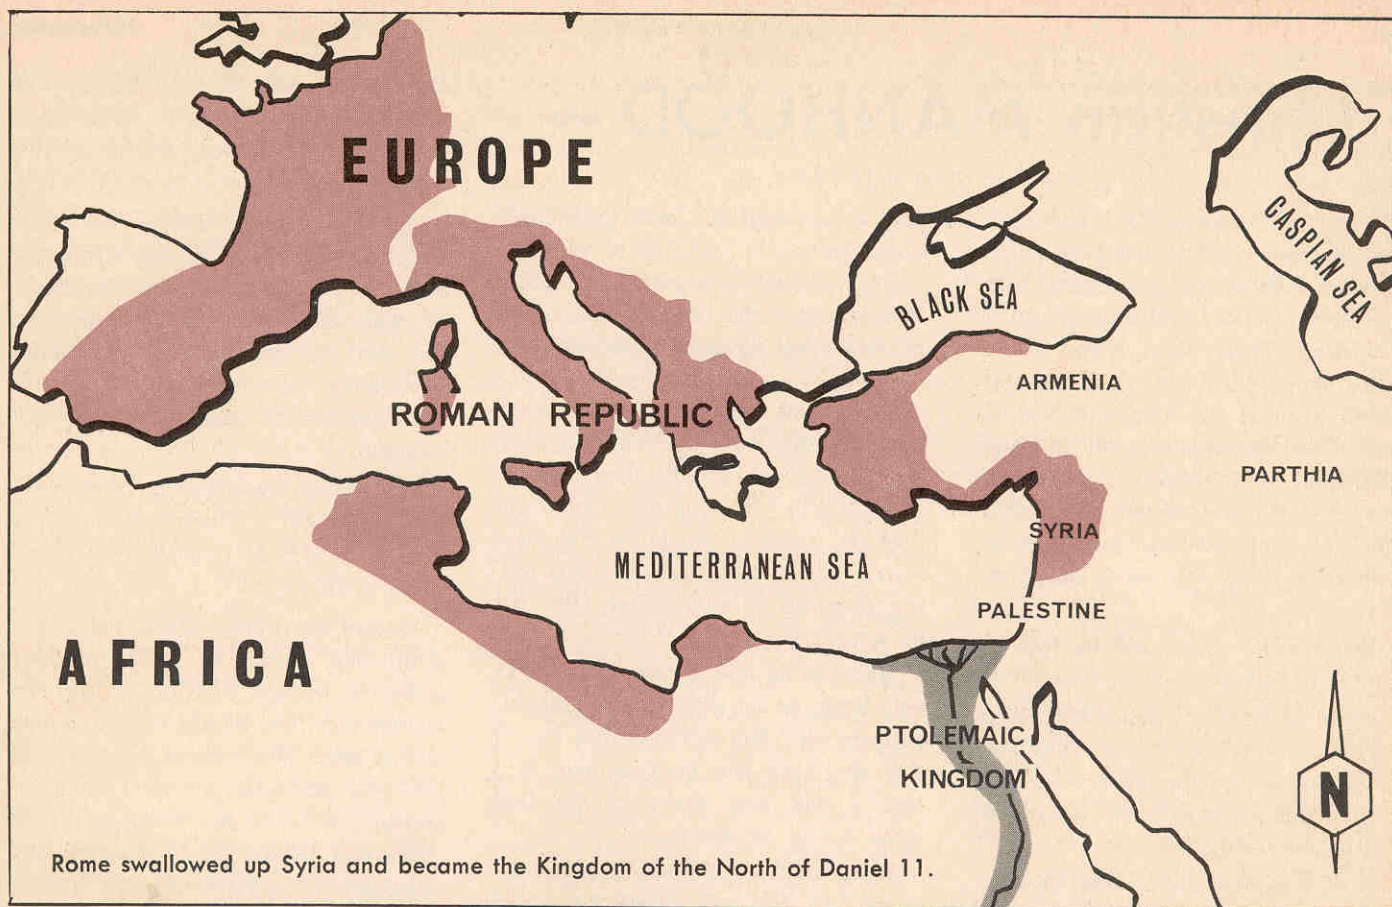 EUROPE
CASPIAN SEA
BLACK SEA
ARMENIA
ROMAN REPUBLIC
PARTHIA
SYRIA
MEDITERRANEAN SEA
PALESTINE
AFRICA
PTOLEMAIC
KINGDOM
N
Rome swallowed up Syria and became the Kingdom of the North of Daniel 11.